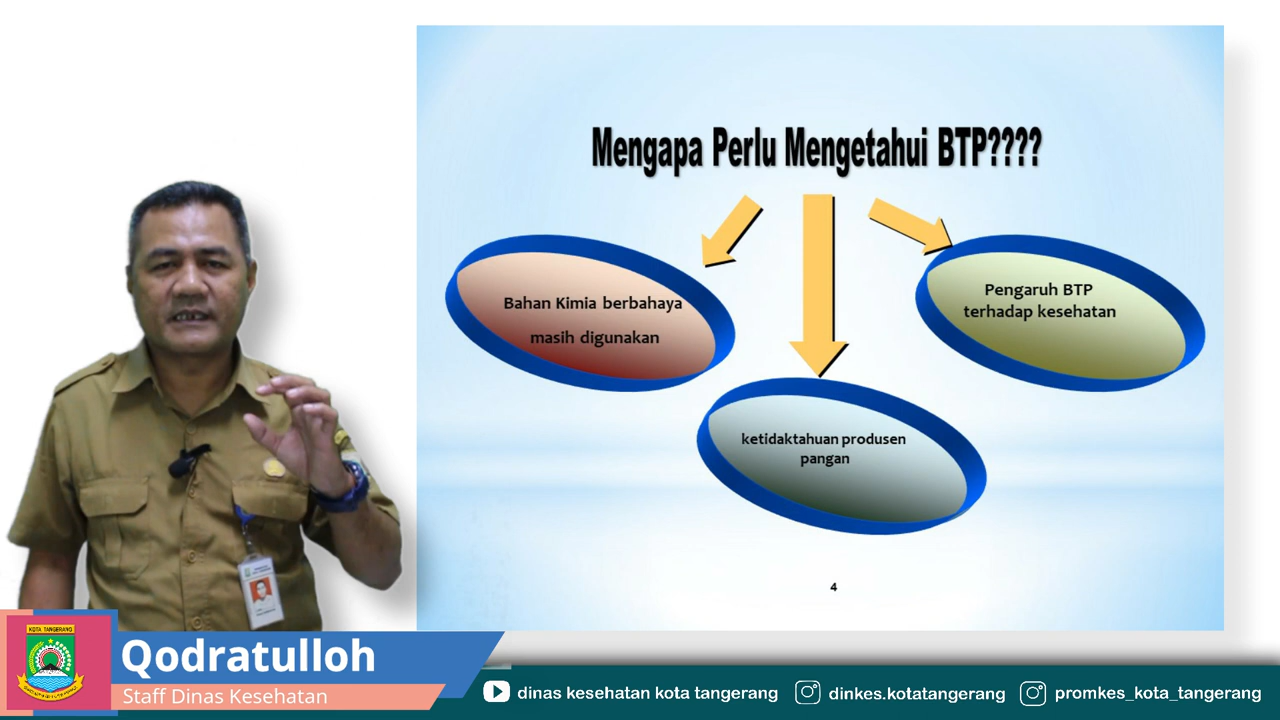 Mengapa Perlu Mengetahui BTP????
Bahan Kimia berbahaya
masih digunakan
Pengaruh BTP
terhadap kesehatan
ketidaktahuan produsen
pangan
4
KOTA TANGERANG
Qodratulloh
Staff Dinas Kesehatan
dinas kesehatan kota tangerang
dinkes.kotatangerang
promkes_kota_tangerang